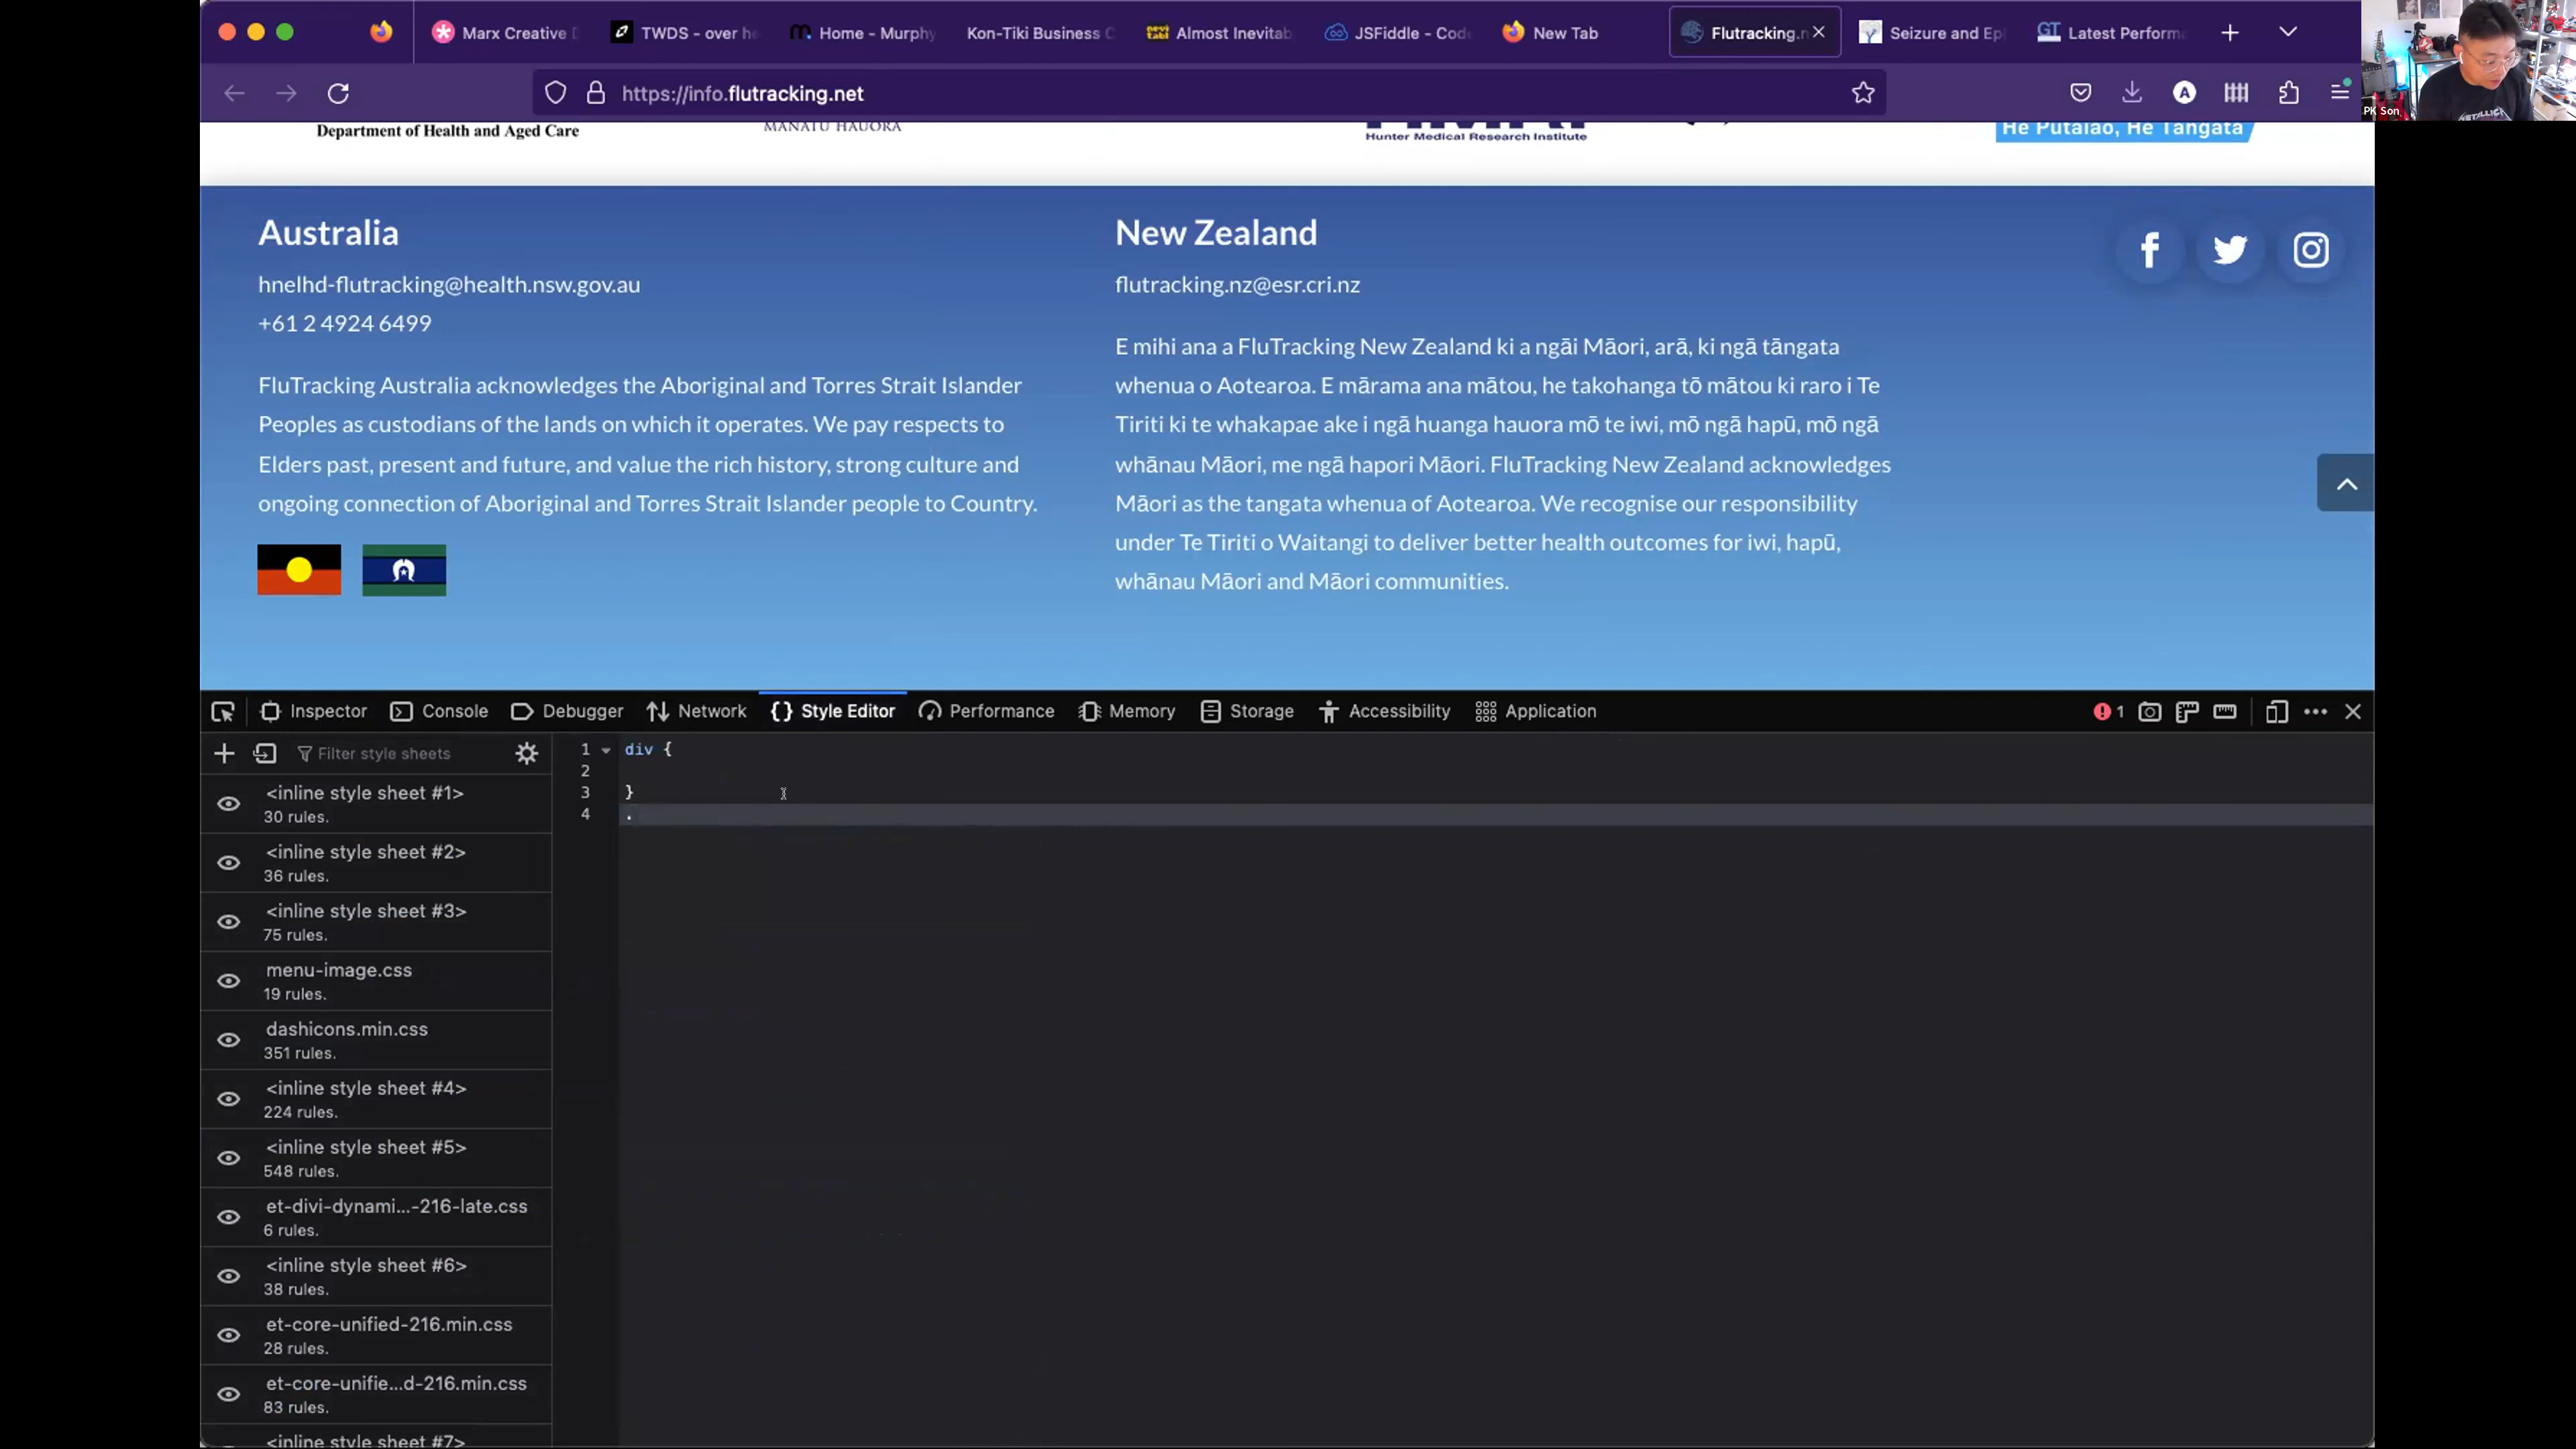 Marx Creative D
TWDS - over he
Home - Murphy
Kon-Tiki Business C
Almost Inevitab
JSFiddle - Code
New Tab
Flutracking.n
Seizure and Epi
GT
Latest Performa
https://info.flutracking.net
A
PK Son
Department of Health and Aged Care
MANATŪ HAUORA
Hunter Medical Research Institute
He Pūtaiao, He Tāngata
Australia
hnelhd-flutracking@health.nsw.gov.au
+61 2 4924 6499
FluTracking Australia acknowledges the Aboriginal and Torres Strait Islander
Peoples as custodians of the lands on which it operates. We pay respects to
Elders past, present and future, and value the rich history, strong culture and
ongoing connection of Aboriginal and Torres Strait Islander people to Country.
New Zealand
flutracking.nz@esr.cri.nz
E mihi ana a FluTracking New Zealand ki a ngāi Māori, arā, ki ngā tāngata
whenua o Aotearoa. E mārama ana mātou, he takohanga tō mātou ki raro i Te
Tiriti ki te whakapae ake i ngā huanga hauora mō te iwi, mō ngā hapū, mō ngā
whānau Māori, me ngā hapori Māori. FluTracking New Zealand acknowledges
Māori as the tangata whenua of Aotearoa. We recognise our responsibility
under Te Tiriti o Waitangi to deliver better health outcomes for iwi, hapū,
whānau Māori and Māori communities.
Inspector
Console
Debugger
Network
{} Style Editor
Performance
Memory
Storage
Accessibility
Application
1
Filter style sheets
<inline style sheet #1>
30 rules.
<inline style sheet #2>
36 rules.
<inline style sheet #3>
75 rules.
menu-image.css
19 rules.
dashicons.min.css
351 rules.
<inline style sheet #4>
224 rules.
<inline style sheet #5>
548 rules.
et-divi-dynami...-216-late.css
6 rules.
<inline style sheet #6>
38 rules.
et-core-unified-216.min.css
28 rules.
et-core-unifie...d-216.min.css
83 rules.
<inline style sheet #7>
1 div {
2
3 }
4 .